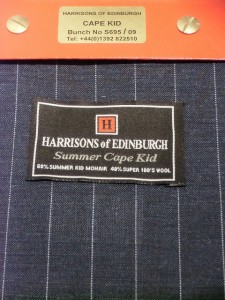 HARRISONS OF EDINBURGH
CAPE KID
Bunch No S695 / 09
Tel: +44(0)1392 822510
H
HARRISONS of EDINBURGH
Summer Cape Kid
60% SUMMER KID MOHAIR 40% SUPER 100'S WOOL